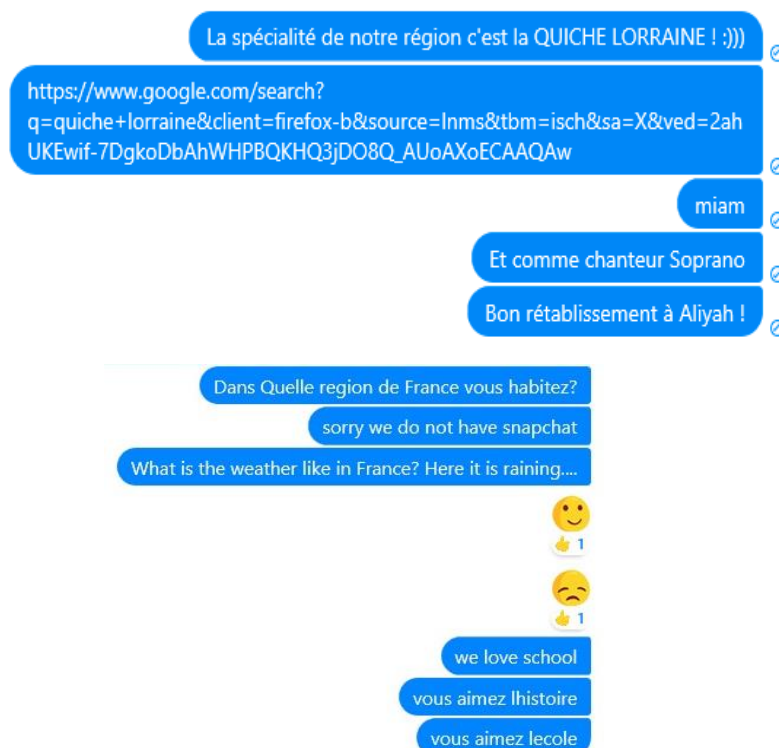 La spécialité de notre région c'est la QUICHE LORRAINE ! :)))
https://www.google.com/search?
q=quiche+lorraine&client=firefox-b&source=lnms&tbm=isch&sa=X&ved=2ah
UKEwif-7DgkoDbAhWHPBQKHQ3jDO8Q_AUoAXoECAAQAw
miam
Et comme chanteur Soprano
Bon rétablissement à Aliyah !
Dans Quelle region de France vous habitez?
sorry we do not have snapchat
What is the weather like in France? Here it is raining....
1
1
we love school
vous aimez lhistoire
vous aimez lecole